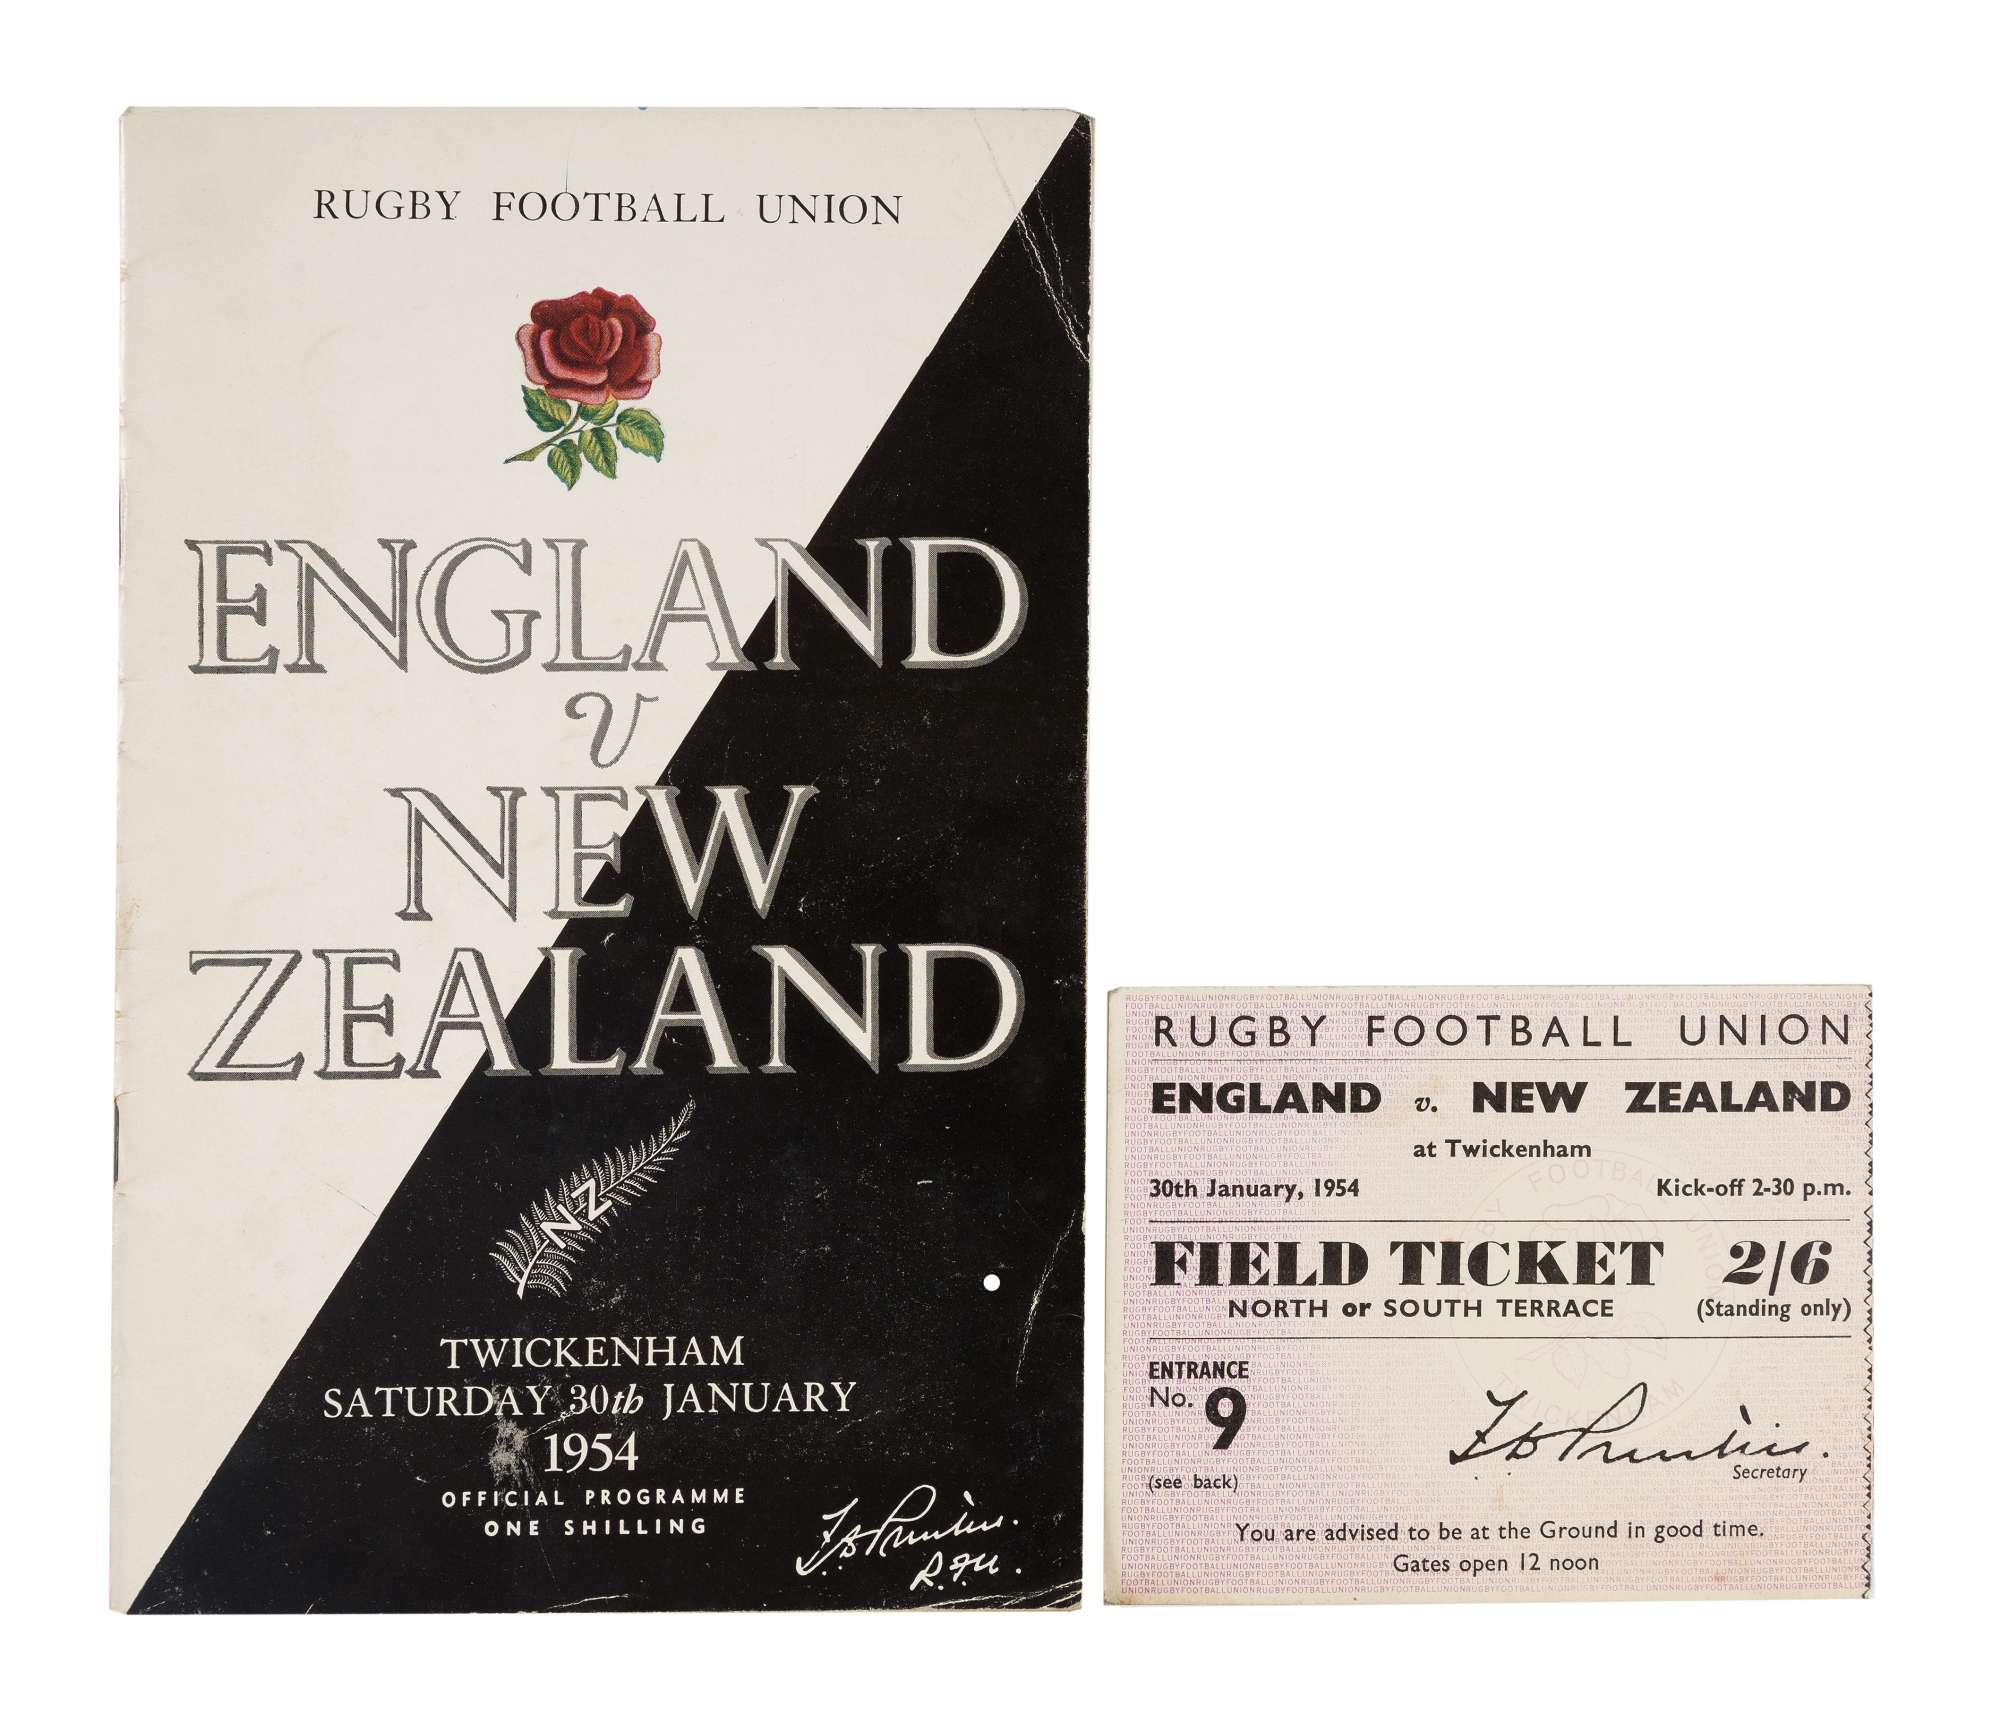 RUGBY FOOTBALL UNION
ENGLAND
v
NEW
ZEALAND
NZ
TWICKENHAM
SATURDAY 30th JANUARY
1954
OFFICIAL PROGRAMME
ONE SHILLING
R.F.U.
RUGBY FOOTBALL UNION
ENGLAND v. NEW ZEALAND
at Twickenham
30th January, 1954 Kick-off 2-30 p.m.
FIELD TICKET 2/6
NORTH or SOUTH TERRACE (Standing only)
ENTRANCE
No. 9
(see back)
Secretary
You are advised to be at the Ground in good time.
Gates open 12 noon